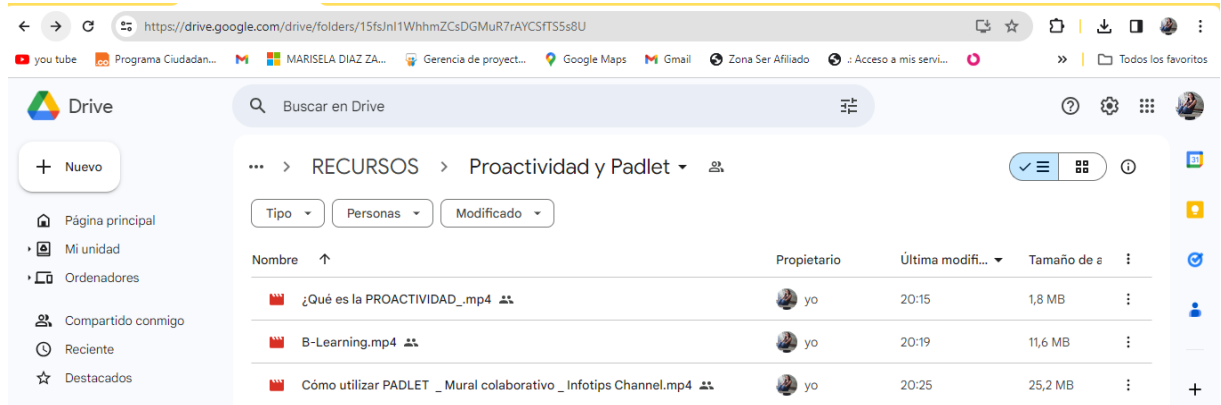 https://drive.google.com/drive/folders/15fsJnI1WhhmZCsDGMuR7rAYCSfTS5s8U
you tube Programa Ciudadan... MARISELA DIAZ ZA... Gerencia de proyect... Google Maps Gmail Zona Ser Afiliado .: Acceso a mis servi... » Todos los favoritos
Drive Buscar en Drive
Nuevo ... > RECURSOS > Proactividad y Padlet 31
Tipo Personas Modificado
Página principal
Mi unidad
Ordenadores
Compartido conmigo
Reciente
Destacados
Nombre Propietario Última modifi... Tamaño de a
¿Qué es la PROACTIVIDAD_.mp4 yo 20:15 1,8 MB
B-Learning.mp4 yo 20:19 11,6 MB
Cómo utilizar PADLET _ Mural colaborativo _ Infotips Channel.mp4 yo 20:25 25,2 MB